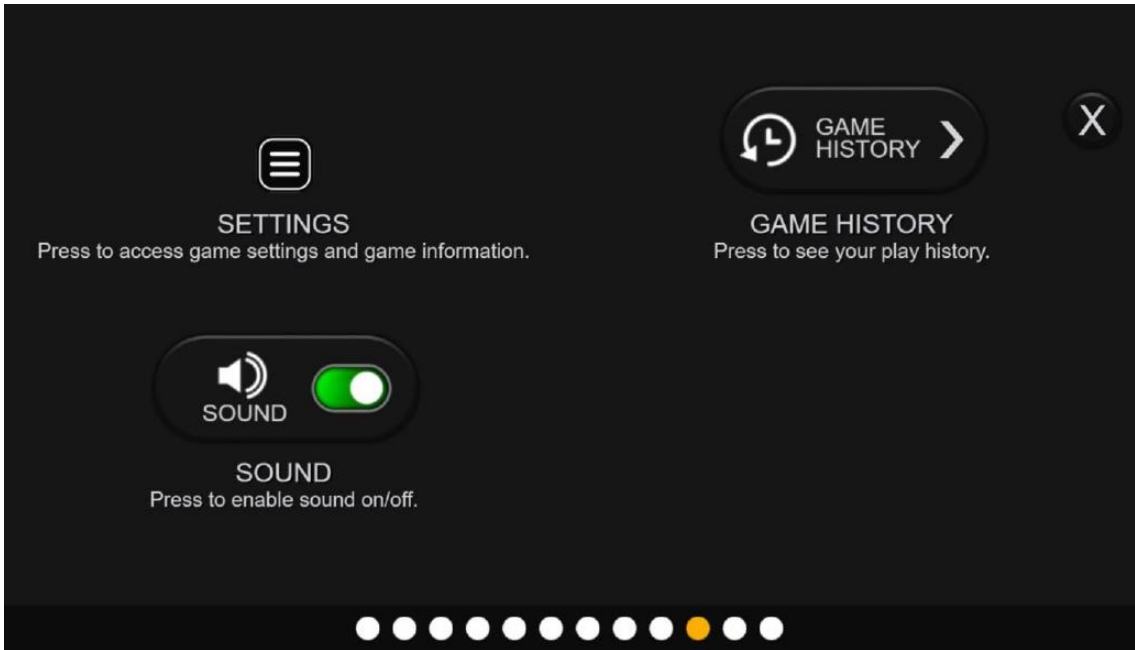 SETTINGS
Press to access game settings and game information.
GAME
HISTORY
GAME HISTORY
Press to see your play history.
X
SOUND
SOUND
Press to enable sound on/off.